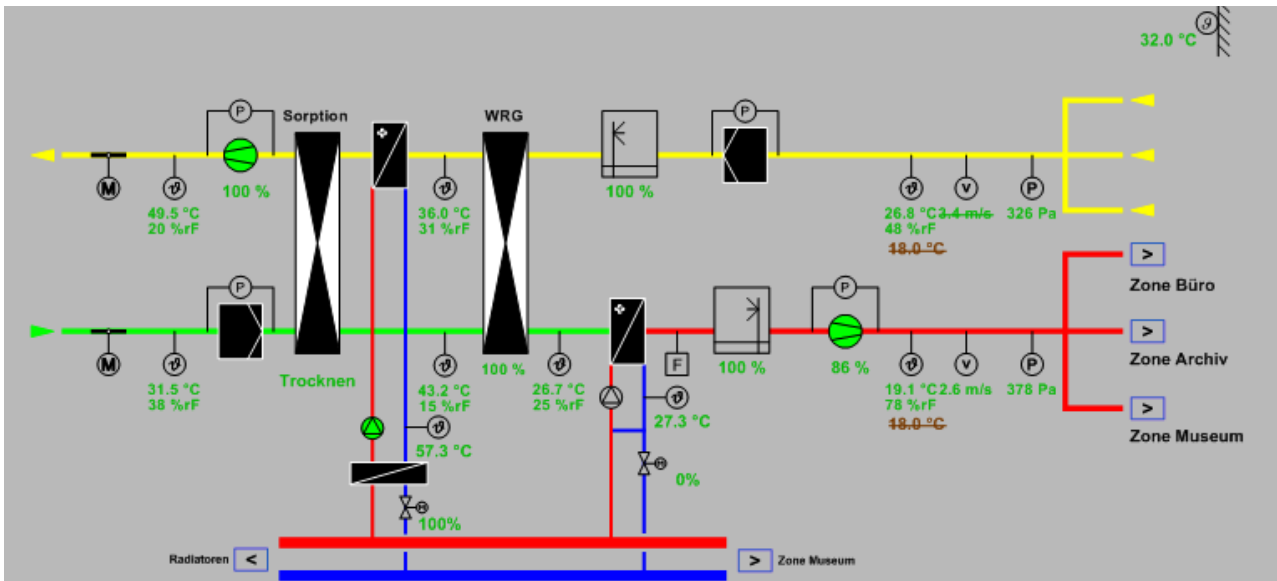 32.0 °C
P
P
Sorption
WRG
M
100 %
100 %
V
P
49.5 °C
20 %rF
36.0 °C
31 %rF
26.8 °C
3.4 m/s
326 Pa
48 %rF
18.0 °C
>
Zone Büro
P
P
F
>
M
V
P
Zone Archiv
Trocknen
100 %
100 %
86 %
31.5 °C
38 %rF
43.2 °C
15 %rF
26.7 °C
25 %rF
19.1 °C
2.6 m/s
378 Pa
78 %rF
18.0 °C
>
27.3 °C
Zone Museum
57.3 °C
M
0%
M
100%
Radiatoren
<
>
Zone Museum